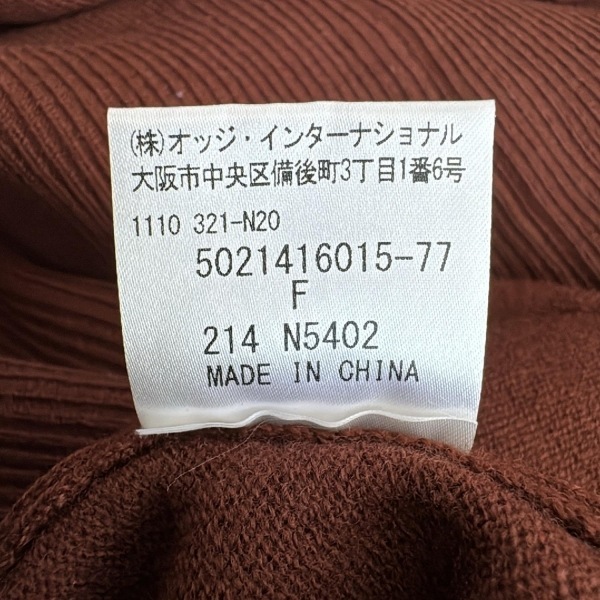 (株)オッジ・インターナショナル
大阪市中央区備後町3丁目1番6号
1110 321-N20
5021416015-77
F
214 N5402
MADE IN CHINA